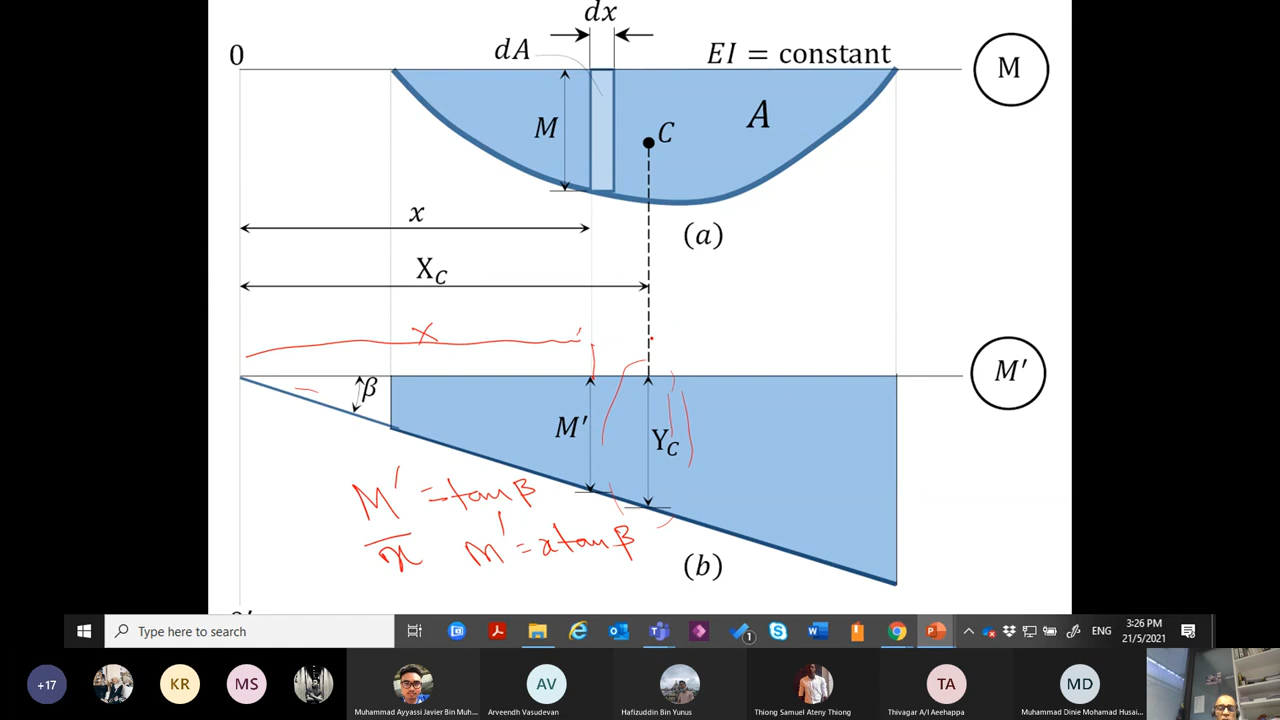 dx
0
dA
EI = constant
M
M
C
A
x
(a)
X_C
x
M'
β
M'
Y_C
M' = tan β
x
M' = x tan β
(b)
Type here to search
1
ENG
3:26 PM
21/5/2021
+17
KR
MS
AV
TA
MD
Muhammad Ayyassi Javier Bin Muh...
Arveendh Vasudevan
Hafizuddin Bin Yunus
Thiong Samuel Ateny Thiong
Thivagar A/l Aeehappa
Muhammad Dinie Mohamad Husai...